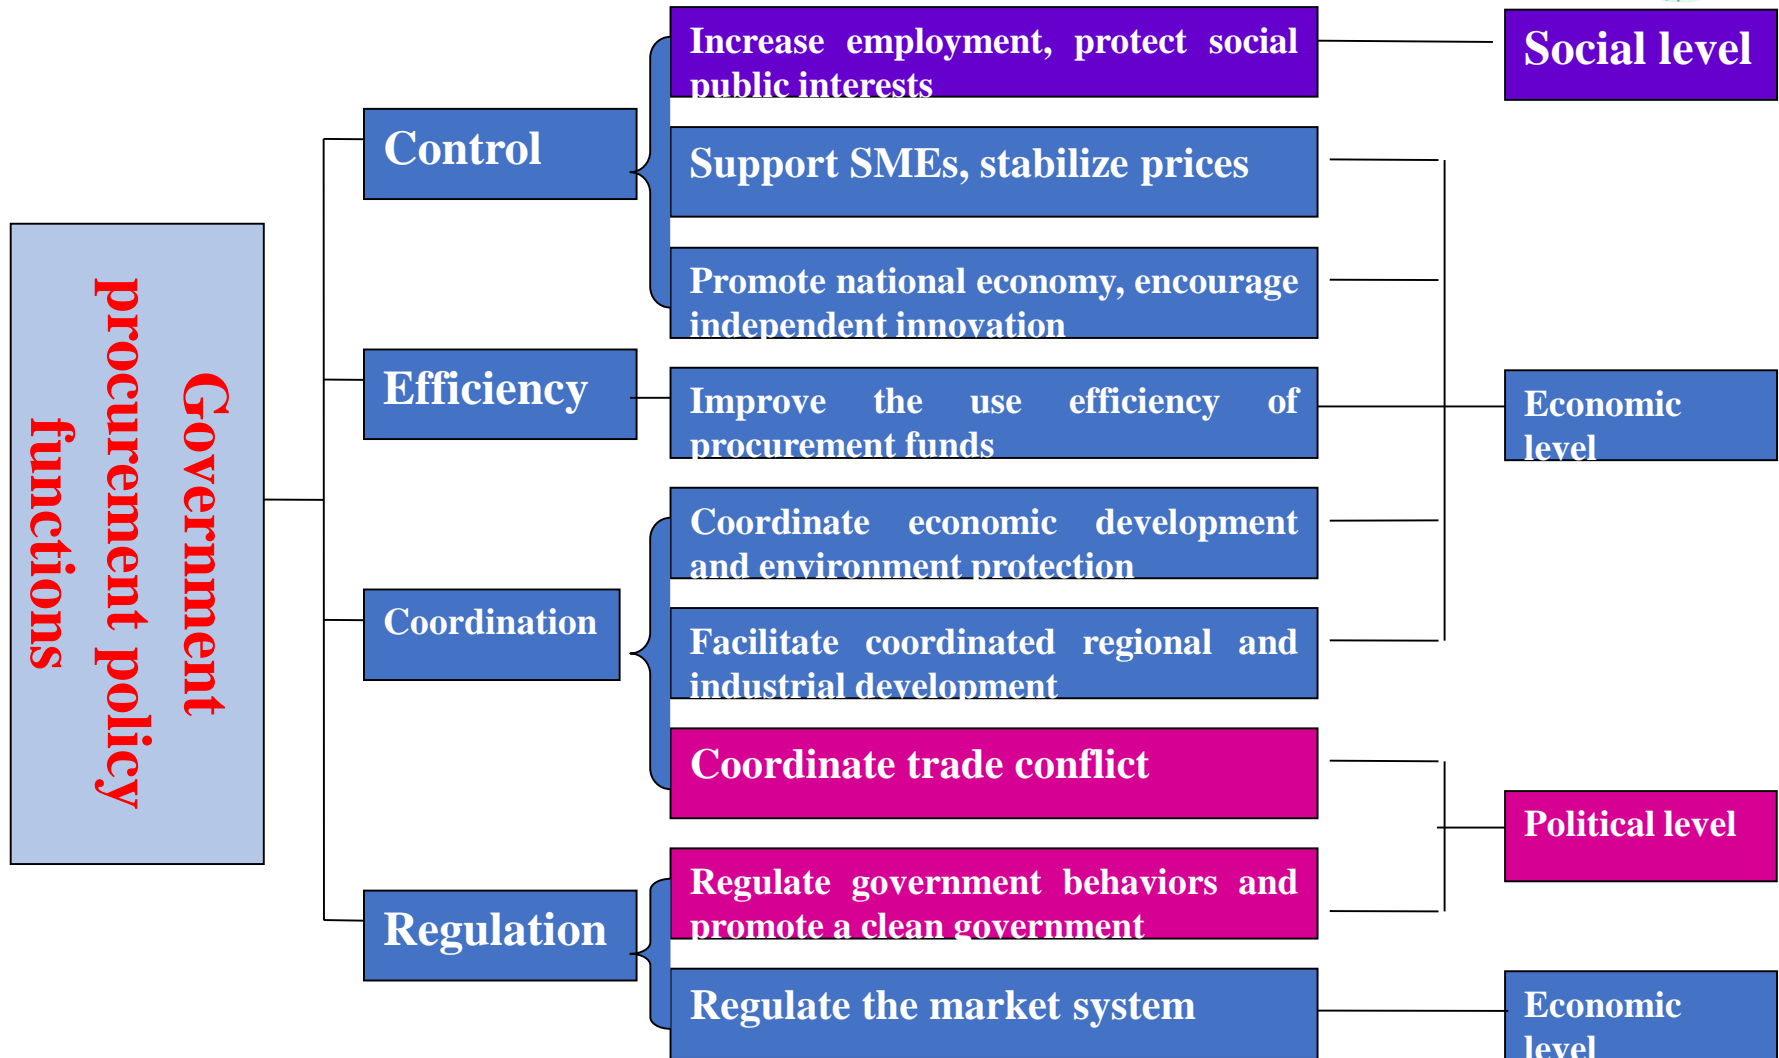 Government
procurement policy
functions
Control
Efficiency
Coordination
Regulation
Increase employment, protect social
public interests
Support SMEs, stabilize prices
Promote national economy, encourage
independent innovation
Improve the use efficiency of
procurement funds
Coordinate economic development
and environment protection
Facilitate coordinated regional and
industrial development
Coordinate trade conflict
Regulate government behaviors and
promote a clean government
Regulate the market system
Social level
Economic
level
Political level
Economic
level